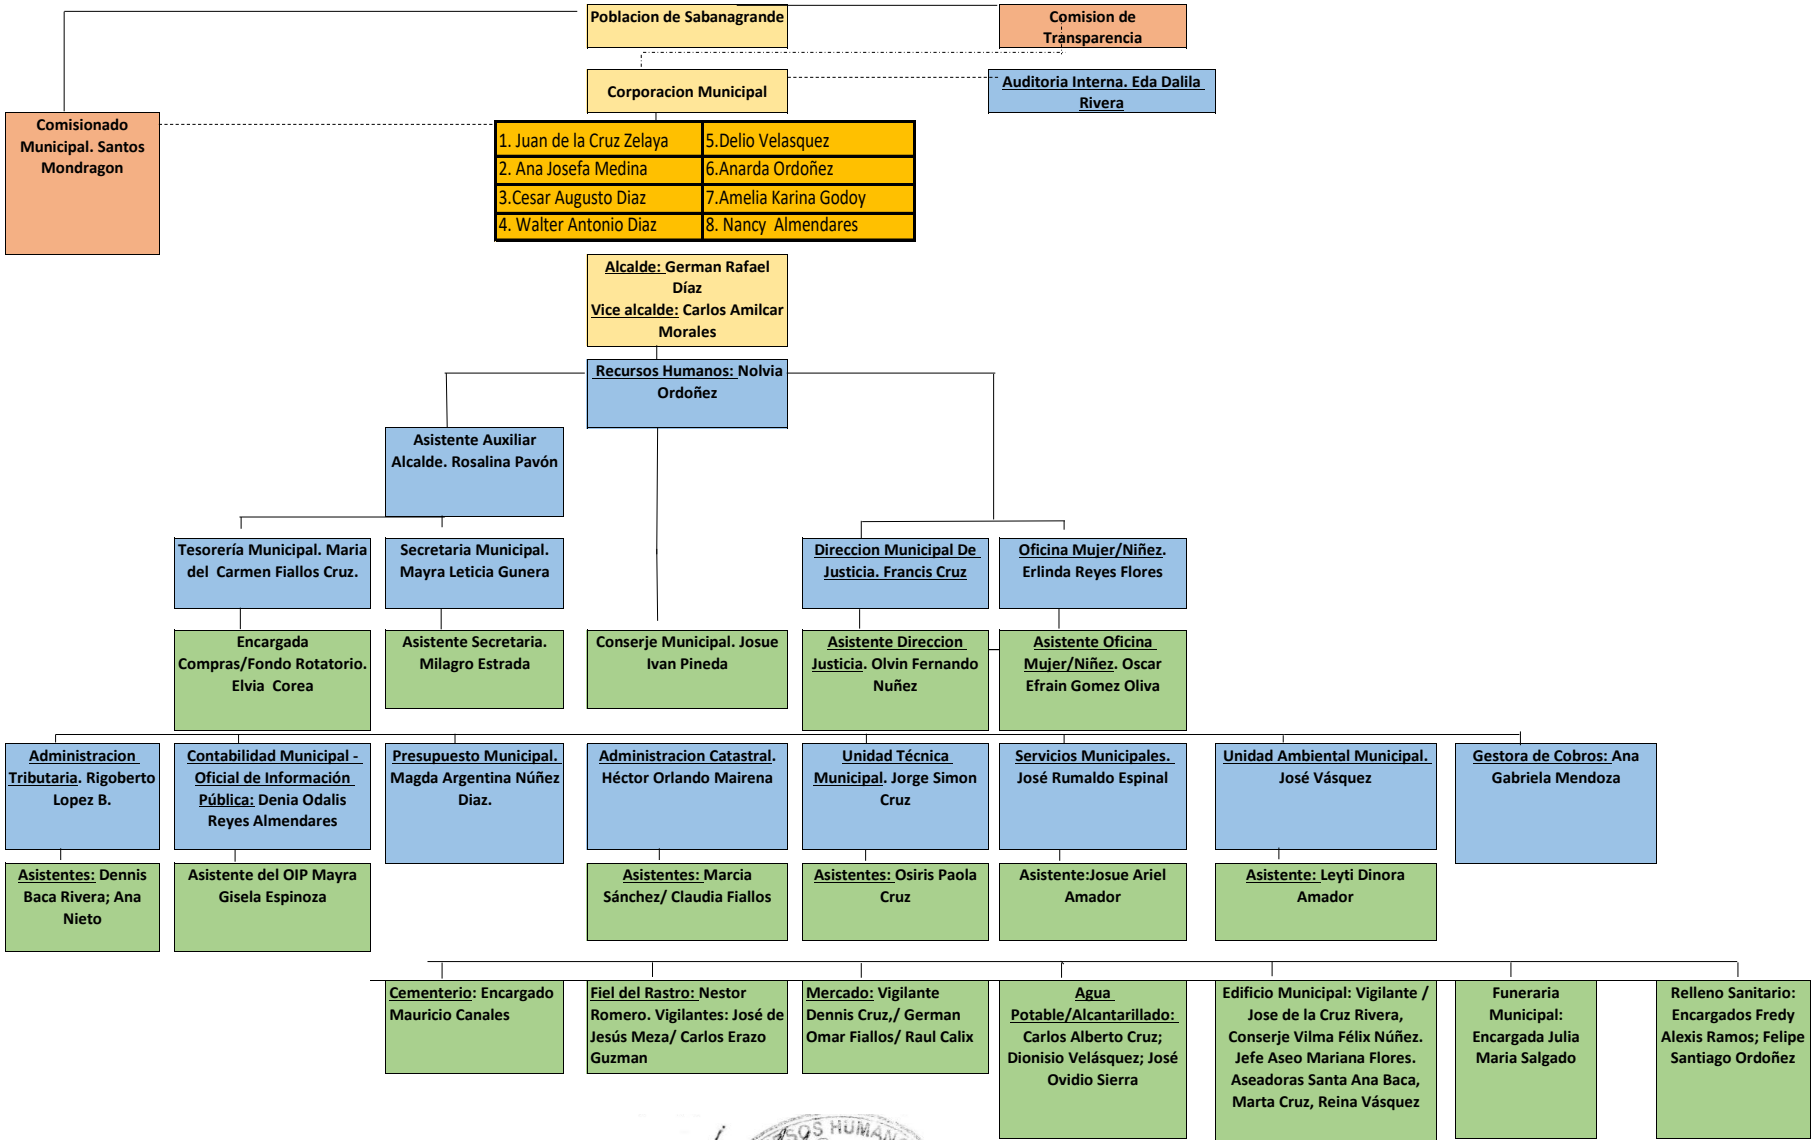 Poblacion de Sabanagrande
Comision de
Transparencia
Corporacion Municipal
Auditoria Interna. Eda Dalila
Rivera
Comisionado
Municipal. Santos
Mondragon
1. Juan de la Cruz Zelaya
5.Delio Velasquez
2. Ana Josefa Medina
6.Anarda Ordoñez
3.Cesar Augusto Diaz
7.Amelia Karina Godoy
4. Walter Antonio Diaz
8. Nancy Almendares
Alcalde: German Rafael
Díaz
Vice alcalde: Carlos Amilcar
Morales
Recursos Humanos: Nolvia
Ordoñez
Asistente Auxiliar
Alcalde. Rosalina Pavón
Tesorería Municipal. Maria
del Carmen Fiallos Cruz.
Secretaria Municipal.
Mayra Leticia Gunera
Direccion Municipal De
Justicia. Francis Cruz
Oficina Mujer/Niñez.
Erlinda Reyes Flores
Encargada
Compras/Fondo Rotatorio.
Elvia Corea
Asistente Secretaria.
Milagro Estrada
Conserje Municipal. Josue
Ivan Pineda
Asistente Direccion
Justicia. Olvin Fernando
Nuñez
Asistente Oficina
Mujer/Niñez. Oscar
Efrain Gomez Oliva
Administracion
Tributaria. Rigoberto
Lopez B.
Contabilidad Municipal -
Oficial de Información
Pública: Denia Odalis
Reyes Almendares
Presupuesto Municipal.
Magda Argentina Núñez
Diaz.
Administracion Catastral.
Héctor Orlando Mairena
Unidad Técnica
Municipal. Jorge Simon
Cruz
Servicios Municipales.
José Rumaldo Espinal
Unidad Ambiental Municipal.
José Vásquez
Gestora de Cobros: Ana
Gabriela Mendoza
Asistentes: Dennis
Baca Rivera; Ana
Nieto
Asistente del OIP Mayra
Gisela Espinoza
Asistentes: Marcia
Sánchez/ Claudia Fiallos
Asistentes: Osiris Paola
Cruz
Asistente:Josue Ariel
Amador
Asistente: Leyti Dinora
Amador
Cementerio: Encargado
Mauricio Canales
Fiel del Rastro: Nestor
Romero. Vigilantes: José de
Jesús Meza/ Carlos Erazo
Guzman
Mercado: Vigilante
Dennis Cruz,/ German
Omar Fiallos/ Raul Calix
Agua
Potable/Alcantarillado:
Carlos Alberto Cruz;
Dionisio Velásquez; José
Ovidio Sierra
Edificio Municipal: Vigilante /
Jose de la Cruz Rivera,
Conserje Vilma Félix Núñez.
Jefe Aseo Mariana Flores.
Aseadoras Santa Ana Baca,
Marta Cruz, Reina Vásquez
Funeraria
Municipal:
Encargada Julia
Maria Salgado
Relleno Sanitario:
Encargados Fredy
Alexis Ramos; Felipe
Santiago Ordoñez